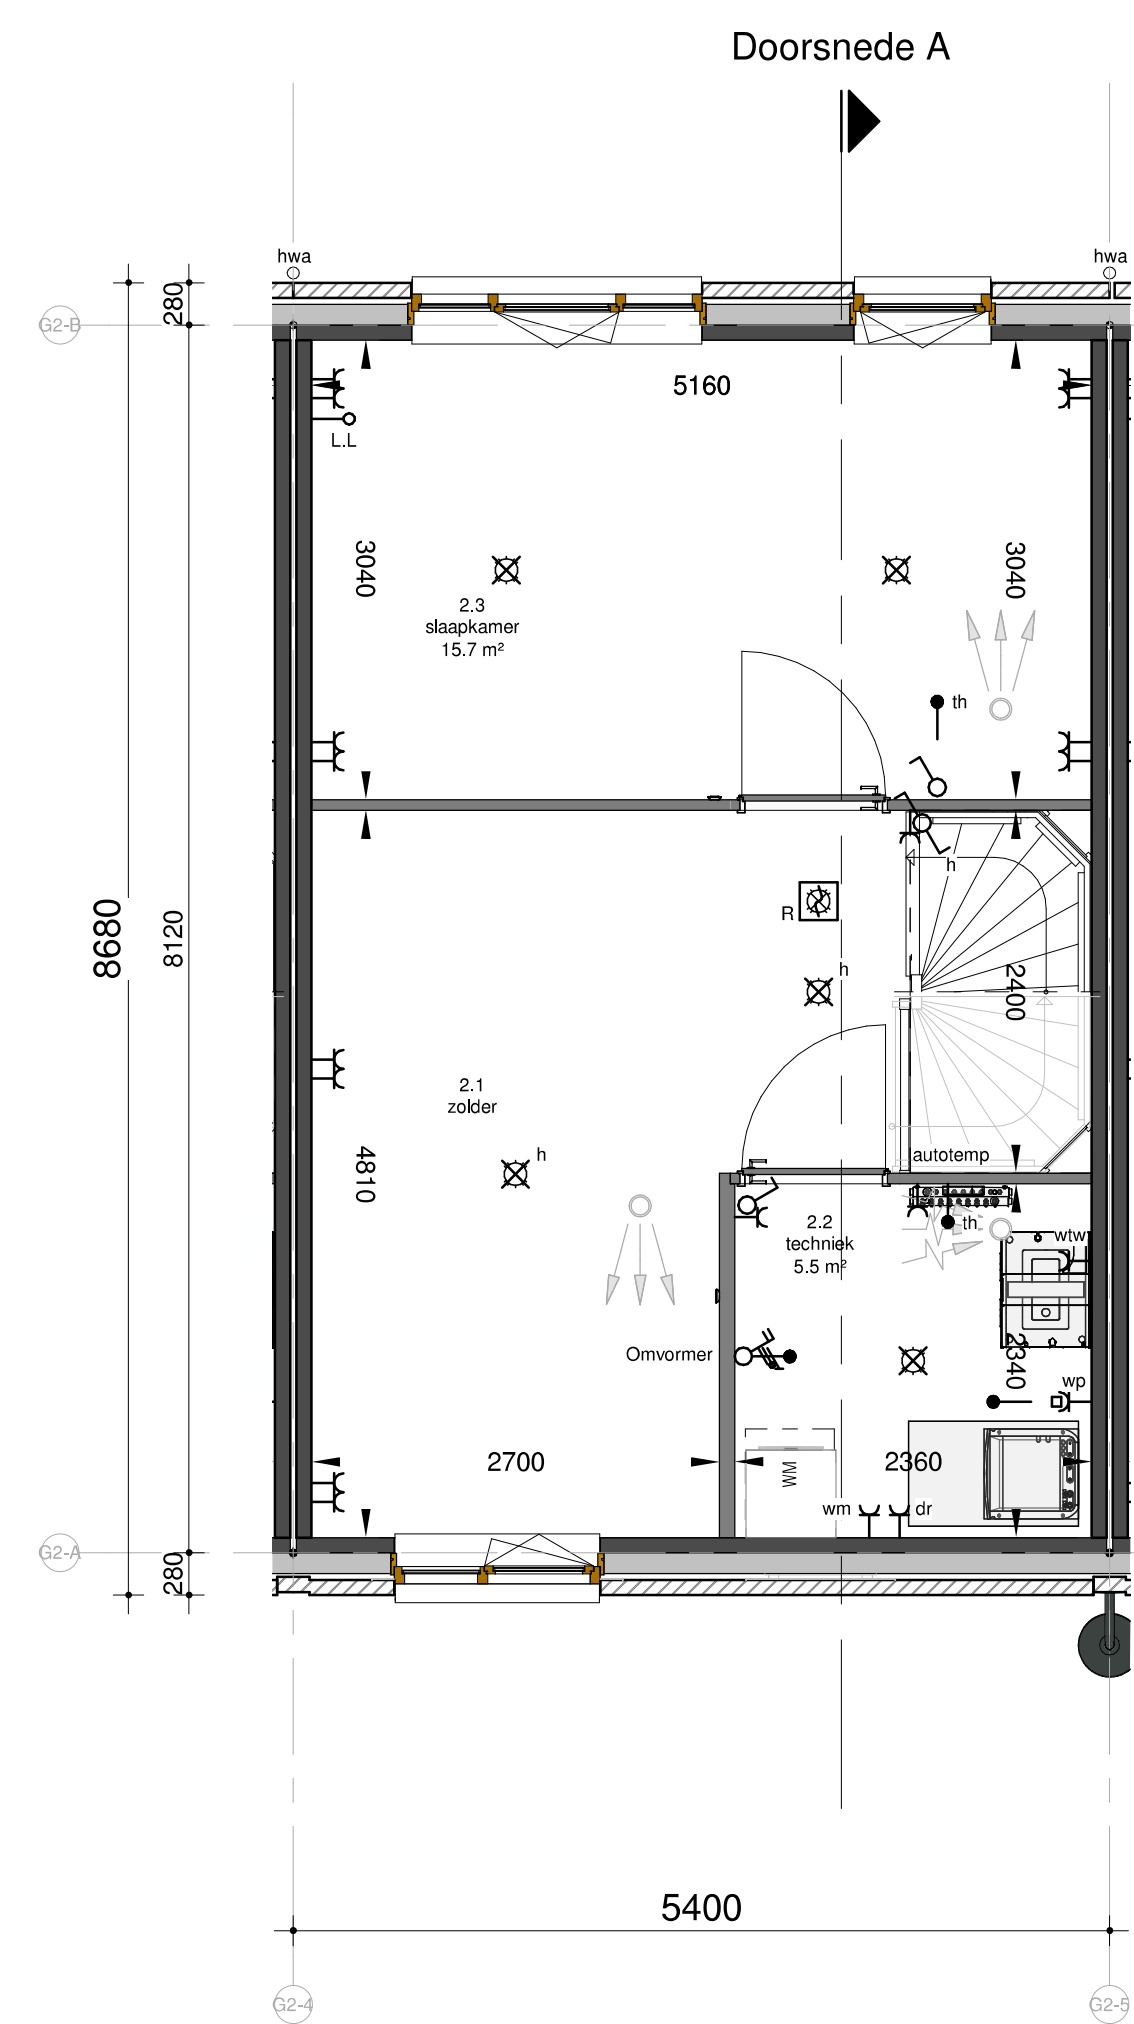 Doorsnede A
hwa
hwa
280
G2-B
5160
L.L
3040
3040
2.3
slaapkamer
15.7 m²
th
h
R
h
8680
8120
2400
2.1
zolder
h
4810
autotemp
2.2
techniek
5.5 m²
th
wtw
Omvormer
2340
wp
2700
WM
2360
wm
dr
G2-A
280
5400
G2-4
G2-5